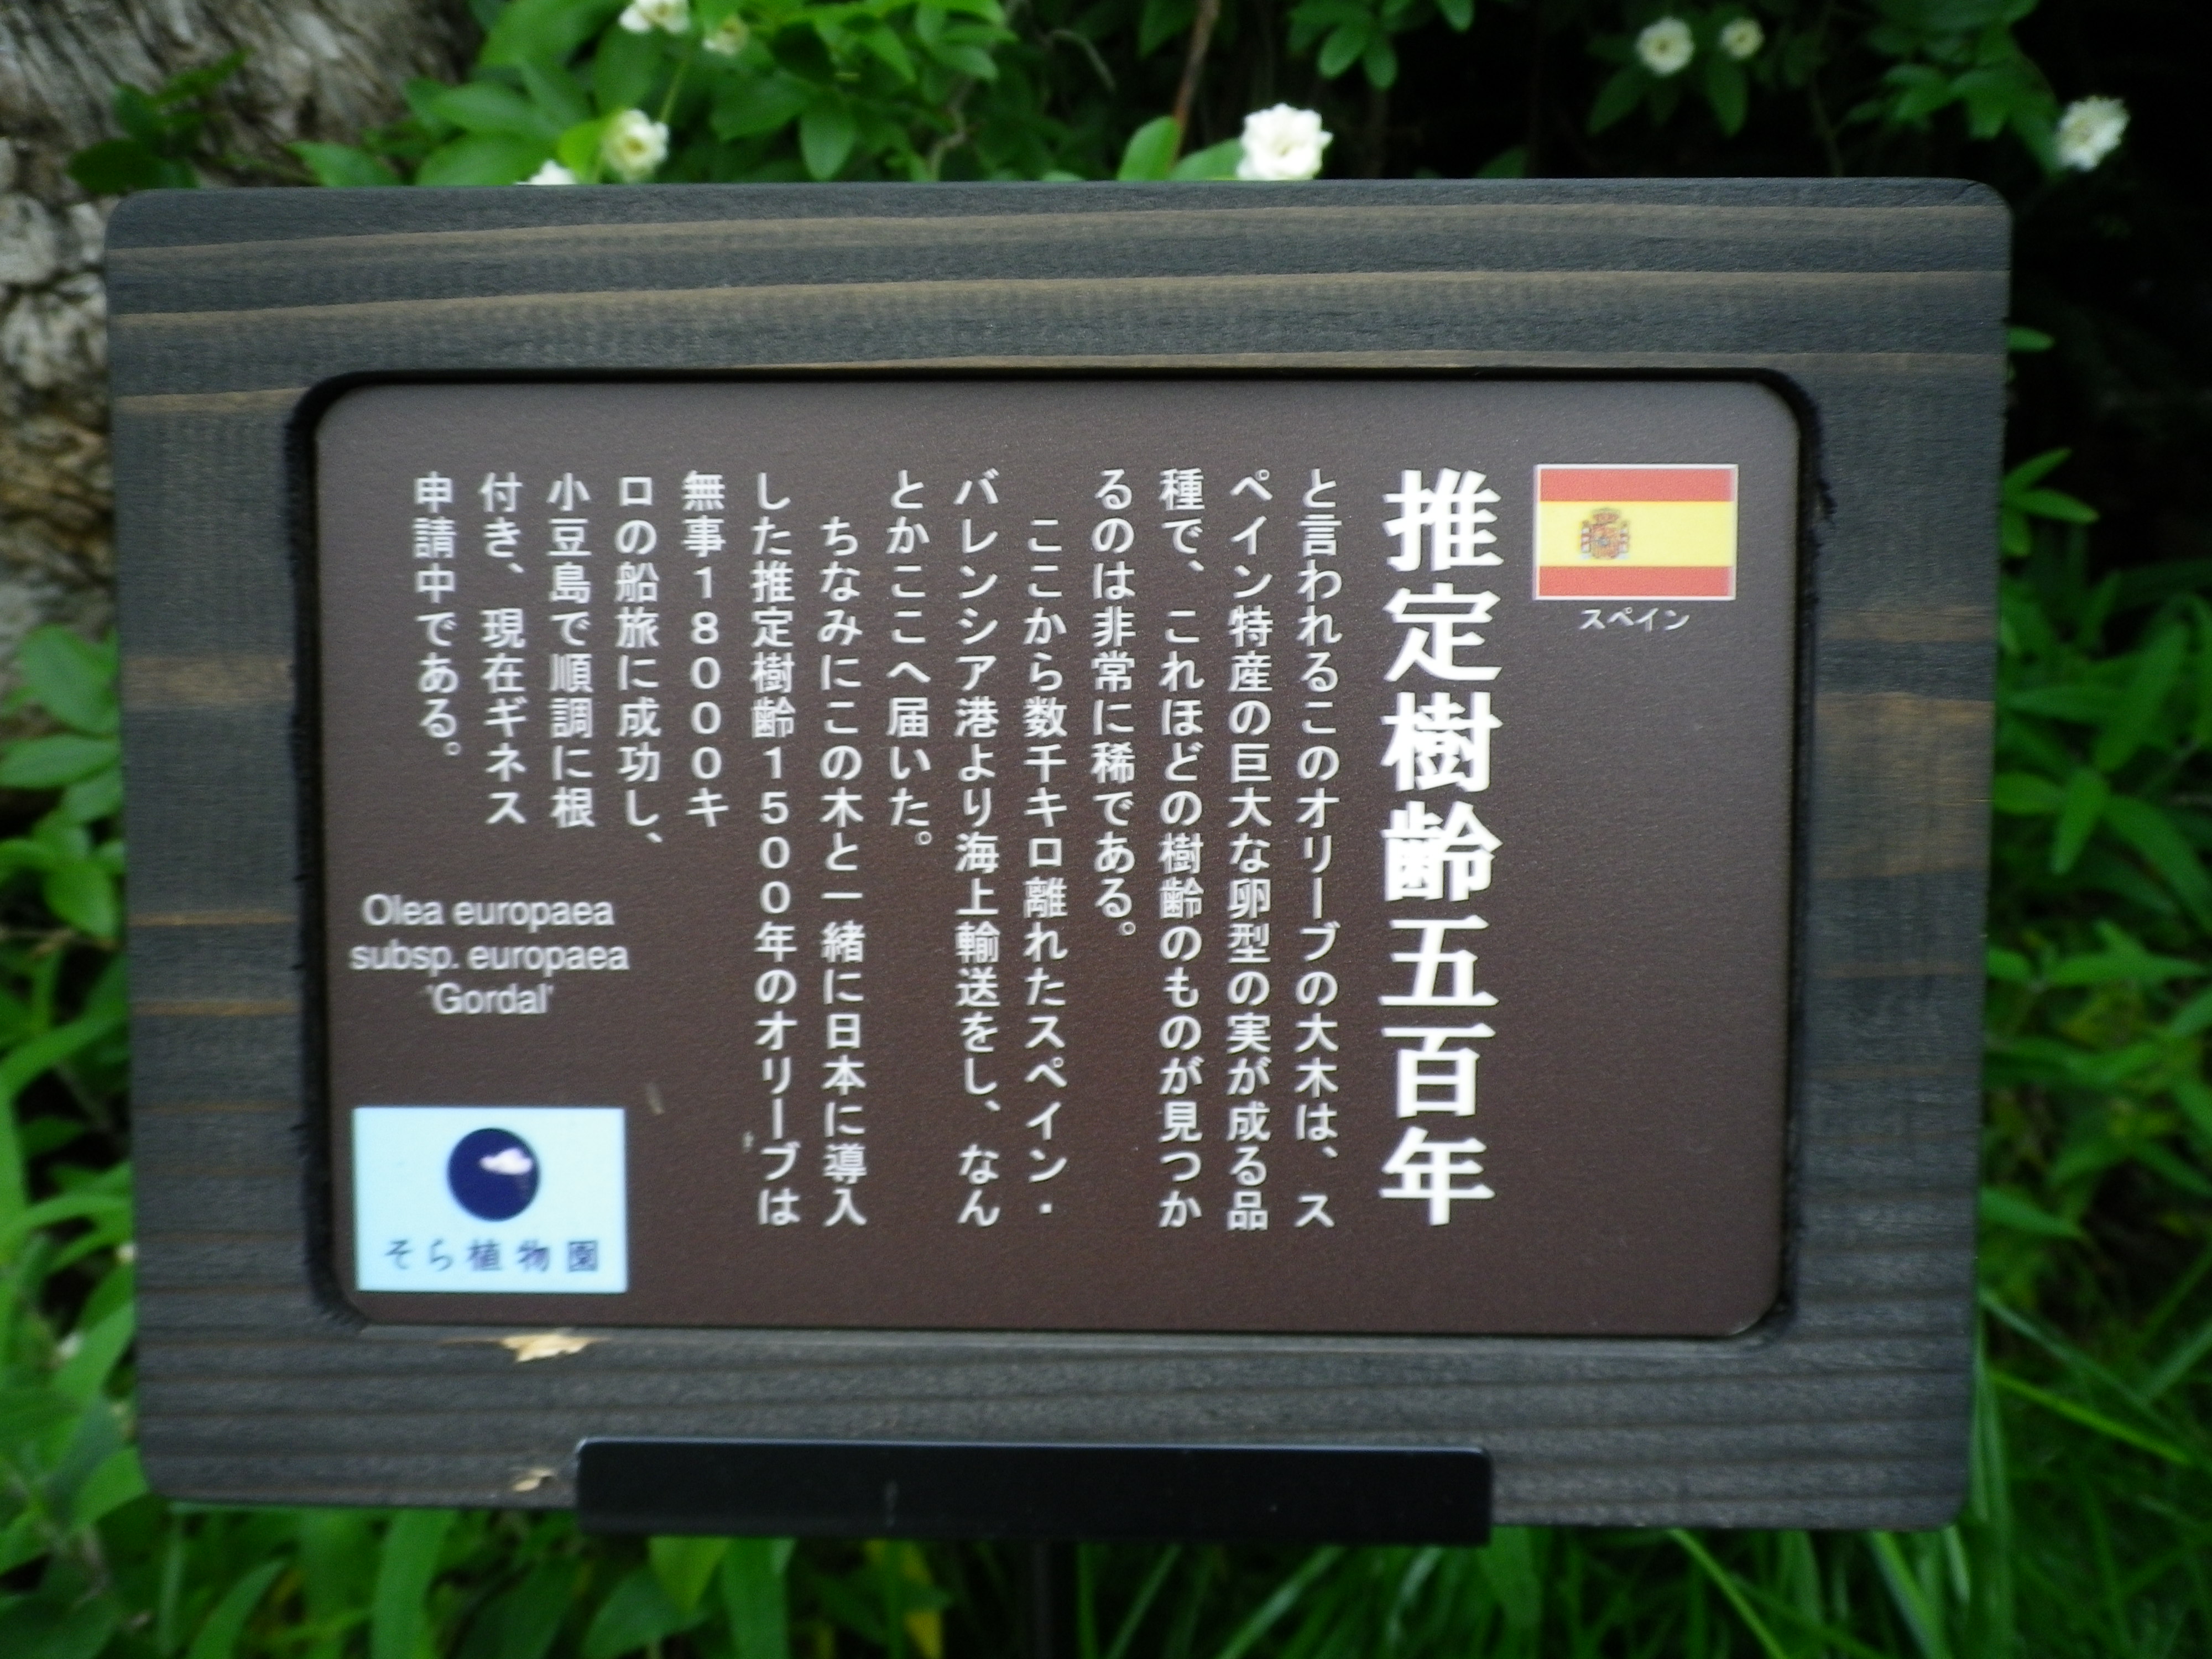 スペイン
推定樹齢五百年
と言われるこのオリーブの大木は、ス
ペイン特産の巨大な卵型の実が成る品
種で、これほどの樹齢のものが見つか
るのは非常に稀である。
ここから数千キロ離れたスペイン・
バレンシア港より海上輸送をし、なん
とかここへ届いた。
ちなみにこの木と一緒に日本に導入
した推定樹齢1500年のオリーブは
無事18000キ
ロの船旅に成功し、
小豆島で順調に根
付き、現在ギネス
申請中である。
Olea europaea
subsp. europaea
'Gordal'
そら植物園